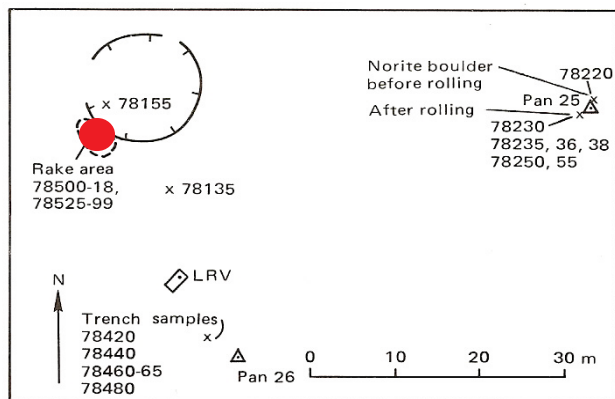 Norite boulder
before rolling
78220
Pan 25
After rolling
78230
78235, 36, 38
78250, 55
x 78155
Rake area
78500-18,
78525-99
x 78135
N
LRV
Trench samples
78420
78440
78460-65
78480
x
Pan 26
0 10 20 30 m